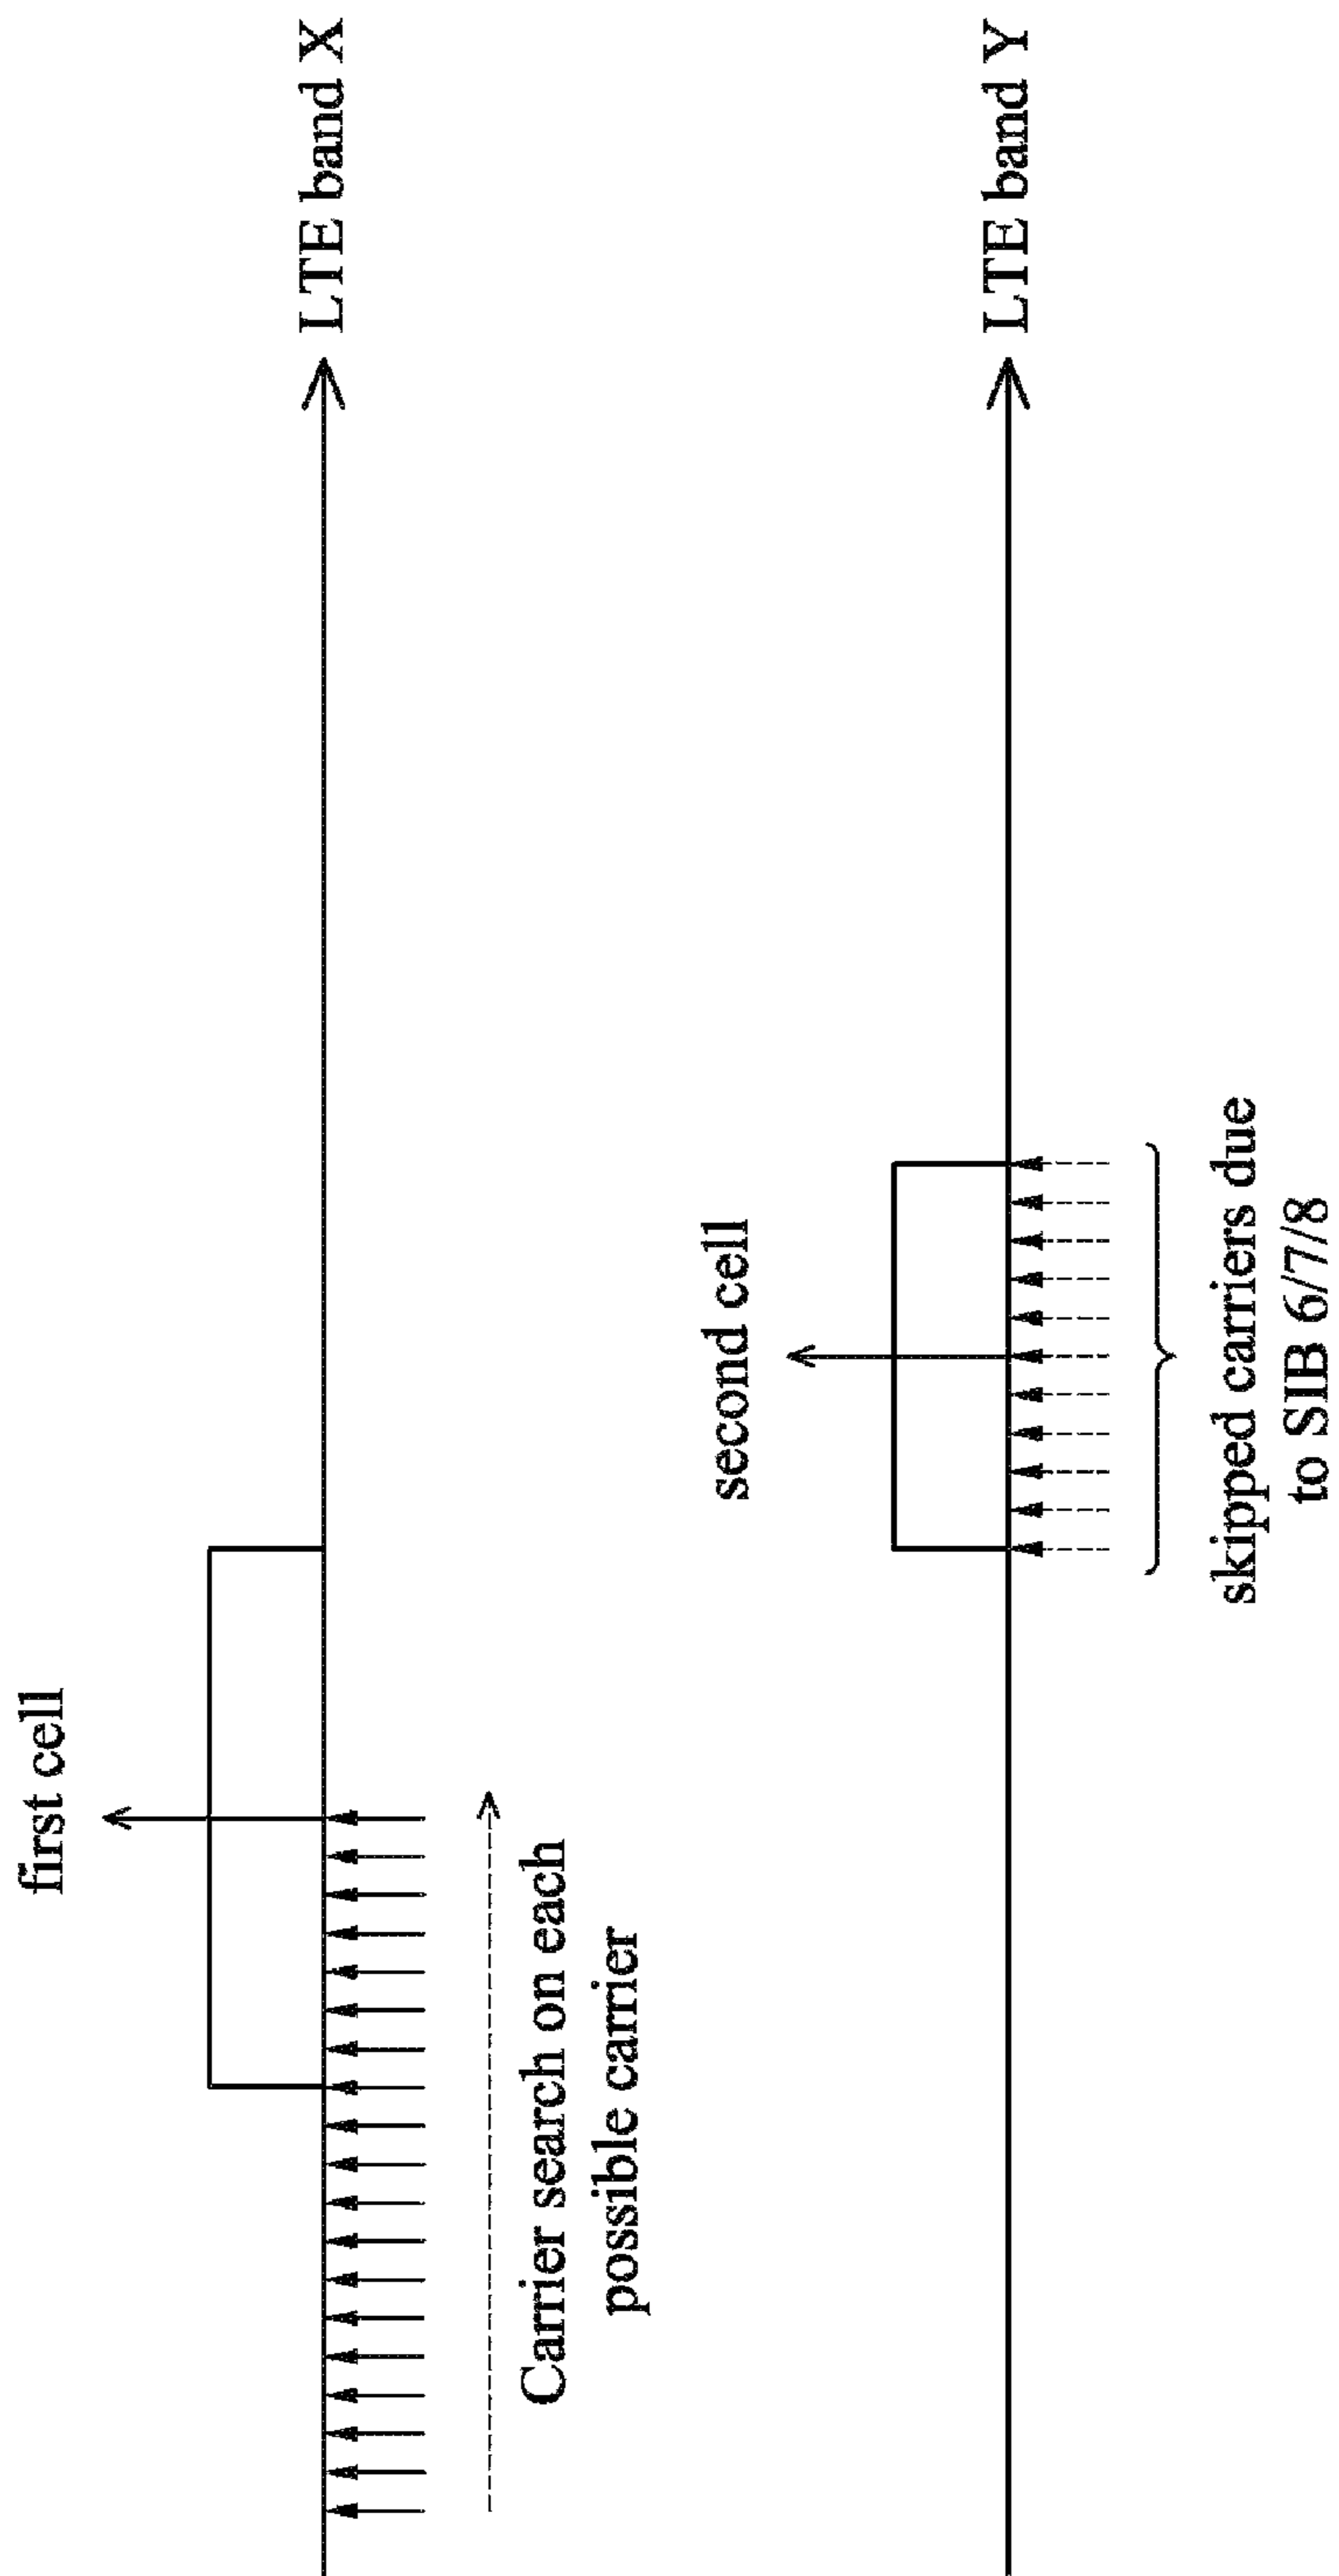 first cell
LTE band X
Carrier search on each
possible carrier
second cell
LTE band Y
skipped carriers due
to SIB 6/7/8